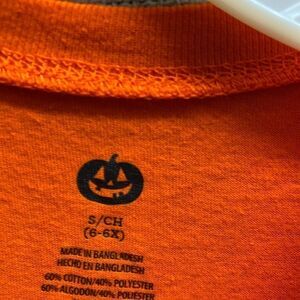 S/CH
(6-6X)
MADE IN BANGLADESH
HECHO EN BANGLADESH
60% COTTON/40% POLYESTER
60% ALGODÓN/40% POLIÉSTER